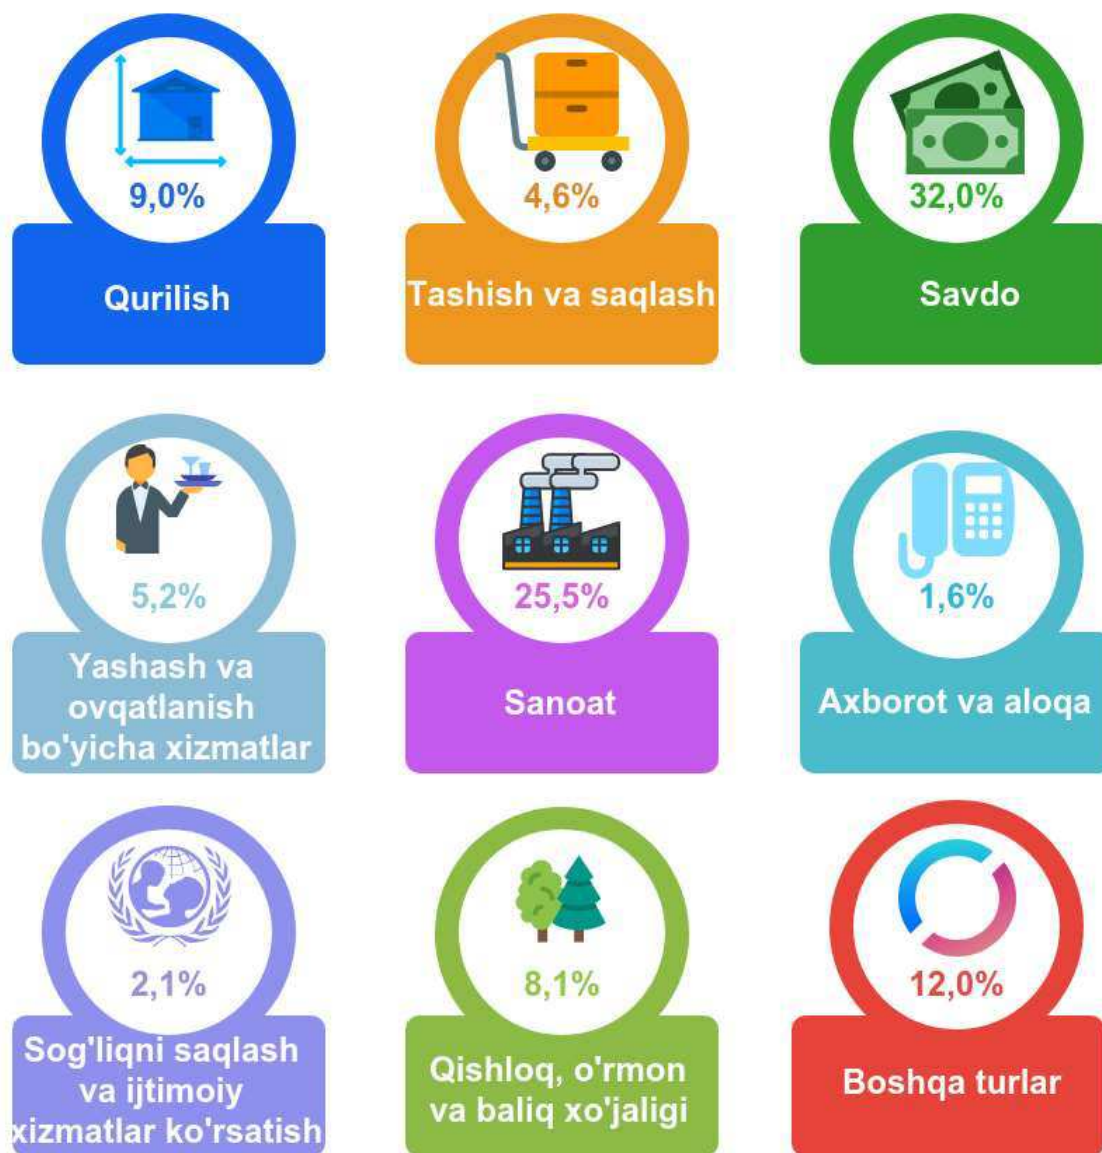 9,0%
Qurilish
4,6%
Tashish va saqlash
32,0%
Savdo
5,2%
Yashash va
ovqatlanish
bo'yicha xizmatlar
25,5%
Sanoat
1,6%
Axborot va aloqa
2,1%
Sog'liqni saqlash
va ijtimoiy
xizmatlar ko'rsatish
8,1%
Qishloq, o'rmon
va baliq xo'jaligi
12,0%
Boshqa turlar